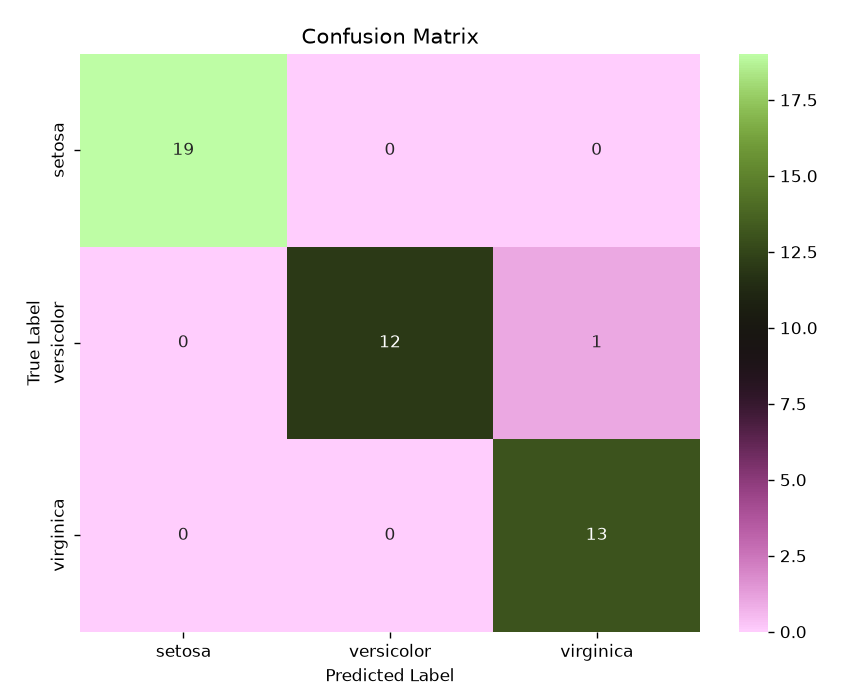 Confusion Matrix
setosa
versicolor
virginica
True Label
19 0 0
0 12 1
0 0 13
setosa versicolor virginica
Predicted Label
17.5
15.0
12.5
10.0
7.5
5.0
2.5
0.0